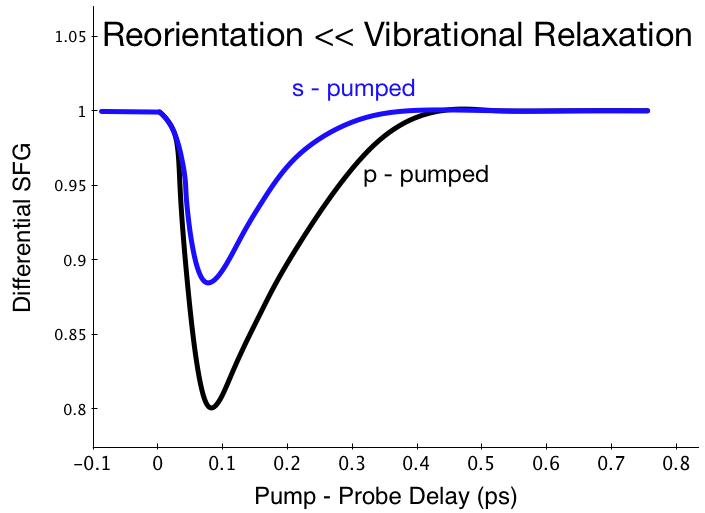 Reorientation << Vibrational Relaxation
s - pumped
p - pumped
Differential SFG
1.05
1
0.95
0.9
0.85
0.8
−0.1 0 0.1 0.2 0.3 0.4 0.5 0.6 0.7 0.8
Pump - Probe Delay (ps)